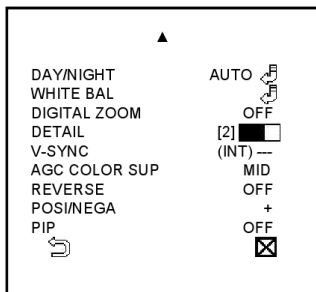 DAY/NIGHT AUTO
WHITE BAL
DIGITAL ZOOM OFF
DETAIL [2]
V-SYNC (INT) ---
AGC COLOR SUP MID
REVERSE OFF
POSI/NEGA +
PIP OFF